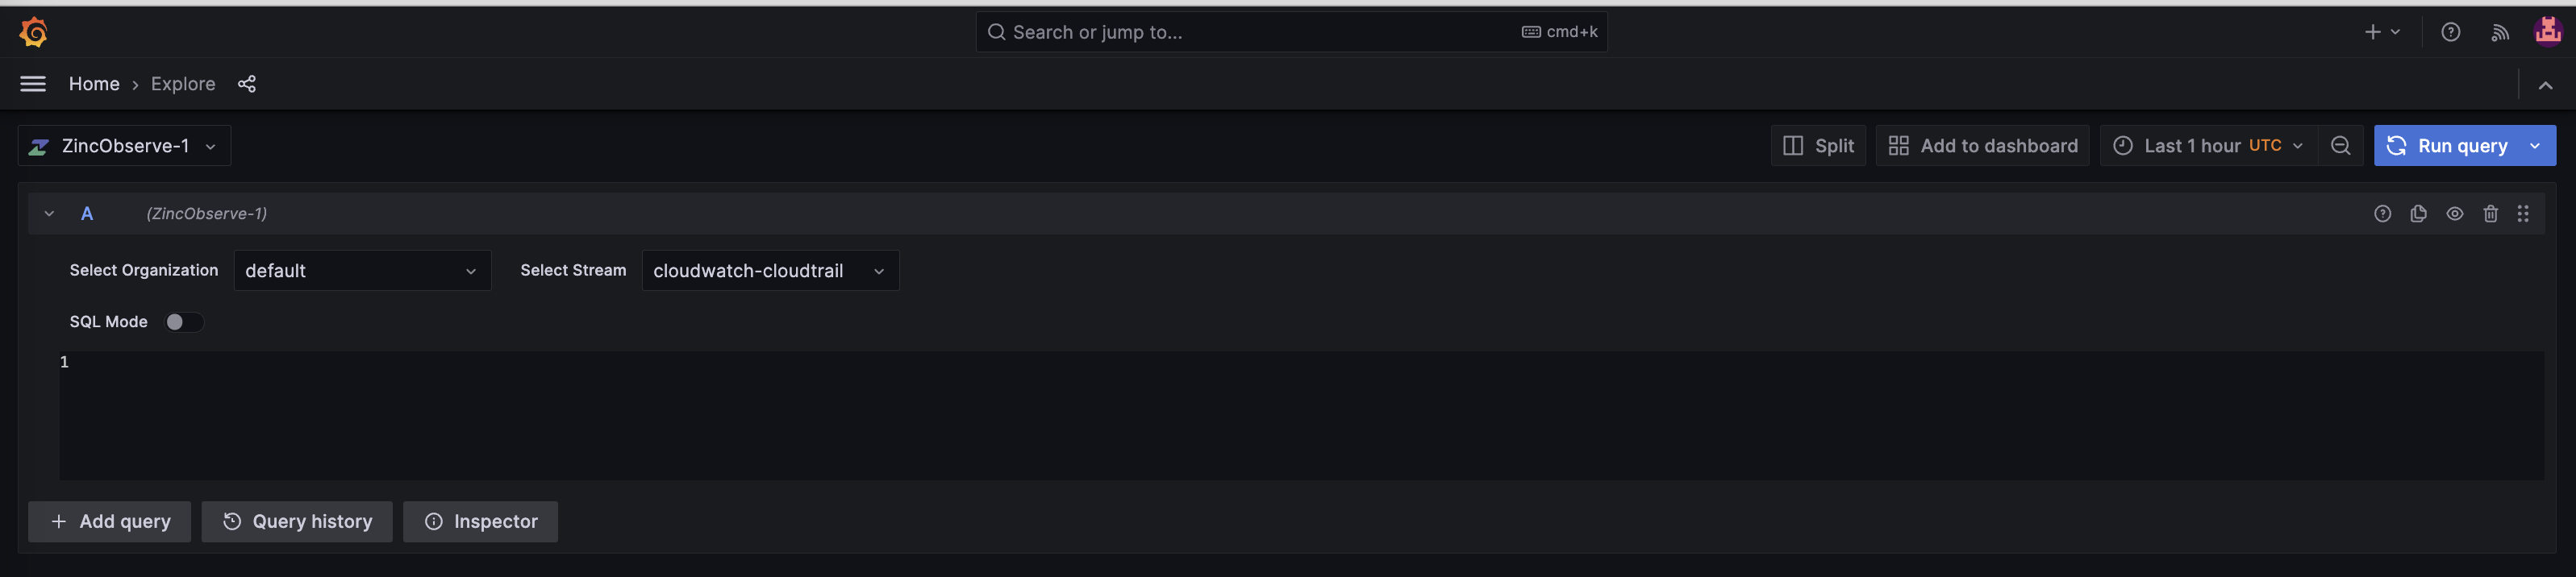 Search or jump to... cmd+k
Home Explore
ZincObserve-1 Split Add to dashboard Last 1 hour UTC Run query
A (ZincObserve-1)
Select Organization default Select Stream cloudwatch-cloudtrail
SQL Mode
1
Add query Query history Inspector